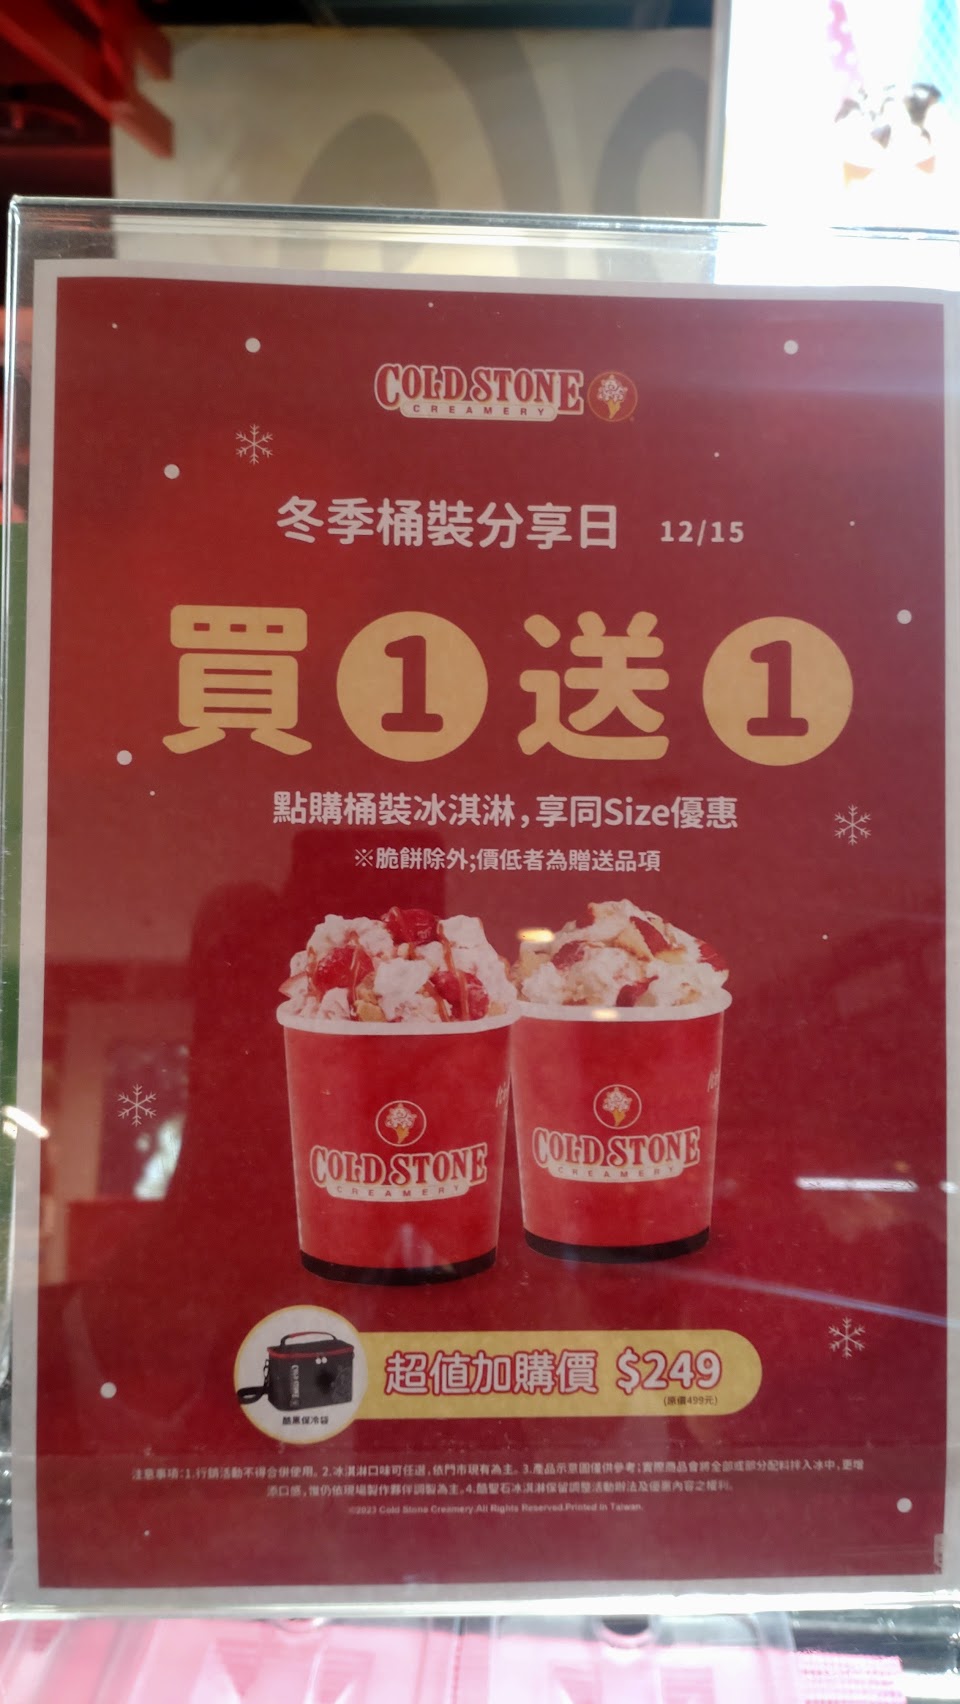 COLD STONE
CREAMERY
冬季桶裝分享日 12/15
買1送1
點購桶裝冰淇淋,享同Size優惠
※脆餅除外;價低者為贈送品項
COLD STONE
CREAMERY
COLD STONE
CREAMERY
超值加購價 $249
(原價499元)
酷黑保冷袋
注意事項:1.行銷活動不得合併使用。2.冰淇淋口味可任選,依門市現有為主。3.產品示意圖僅供參考;實際商品會將全部或部分配料拌入冰中,更增
添口感,惟仍依現場製作夥伴調製為主。4.酷聖石冰淇淋保留調整活動辦法及優惠內容之權利。
©2023 Cold Stone Creamery.All Rights Reserved.Printed in Taiwan.